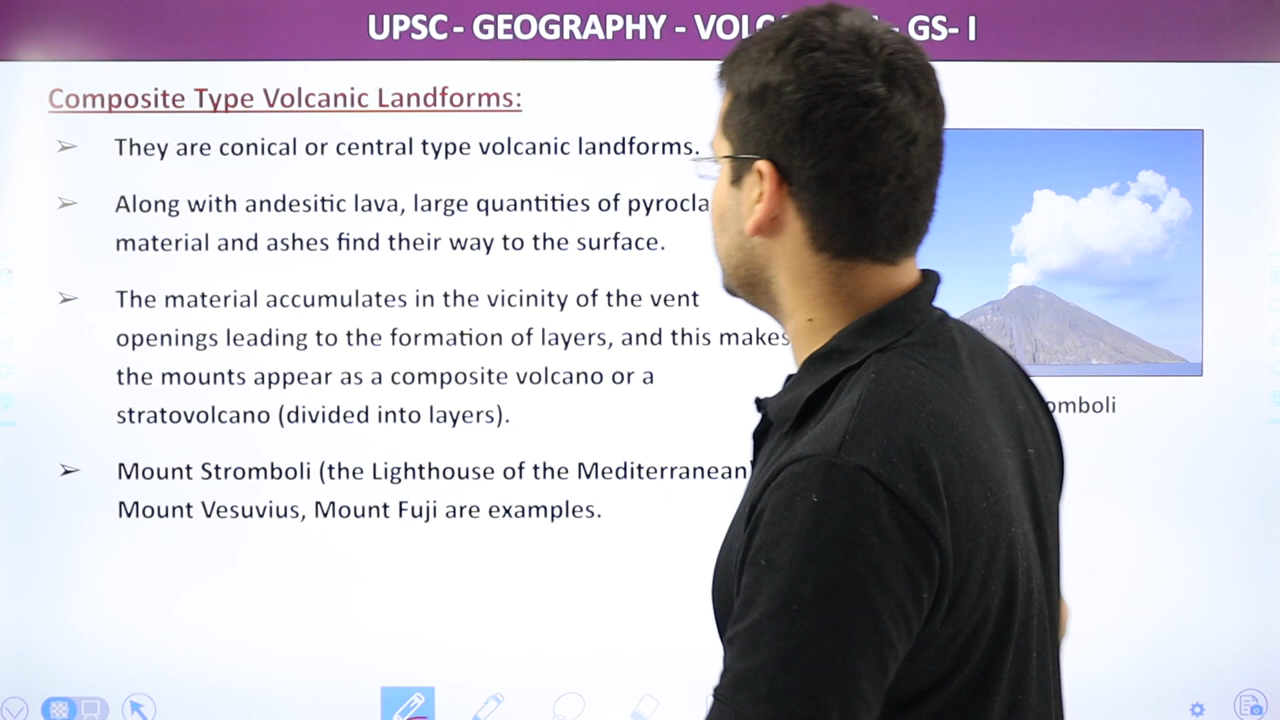 UPSC - GEOGRAPHY - - GS- I
Composite Type Volcanic Landforms:
➢ They are conical or central type volcanic landforms.
➢ Along with andesitic lava, large quantities of
material and ashes find their way to the surface.
➢ The material accumulates in the vicinity of the vent
openings leading to the formation of layers, and this makes
the mounts appear as a composite volcano or a
stratovolcano (divided into layers).
➢ Mount Stromboli (the Lighthouse of the Mediterranean)
Mount Vesuvius, Mount Fuji are examples.